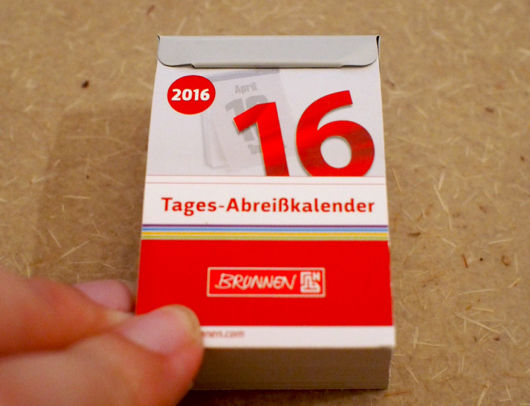 2016
April
16
Tages-Abreißkalender
BRUNNEN